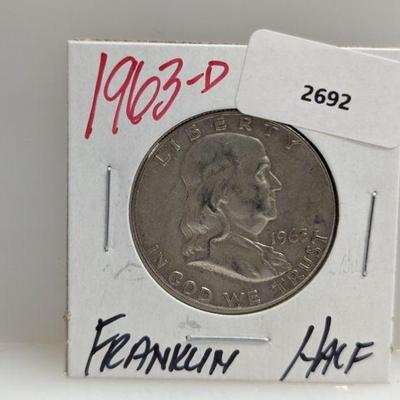 1963-D
2692
LIBERTY
1963
IN GOD WE TRUST
FRANKLIN HALF